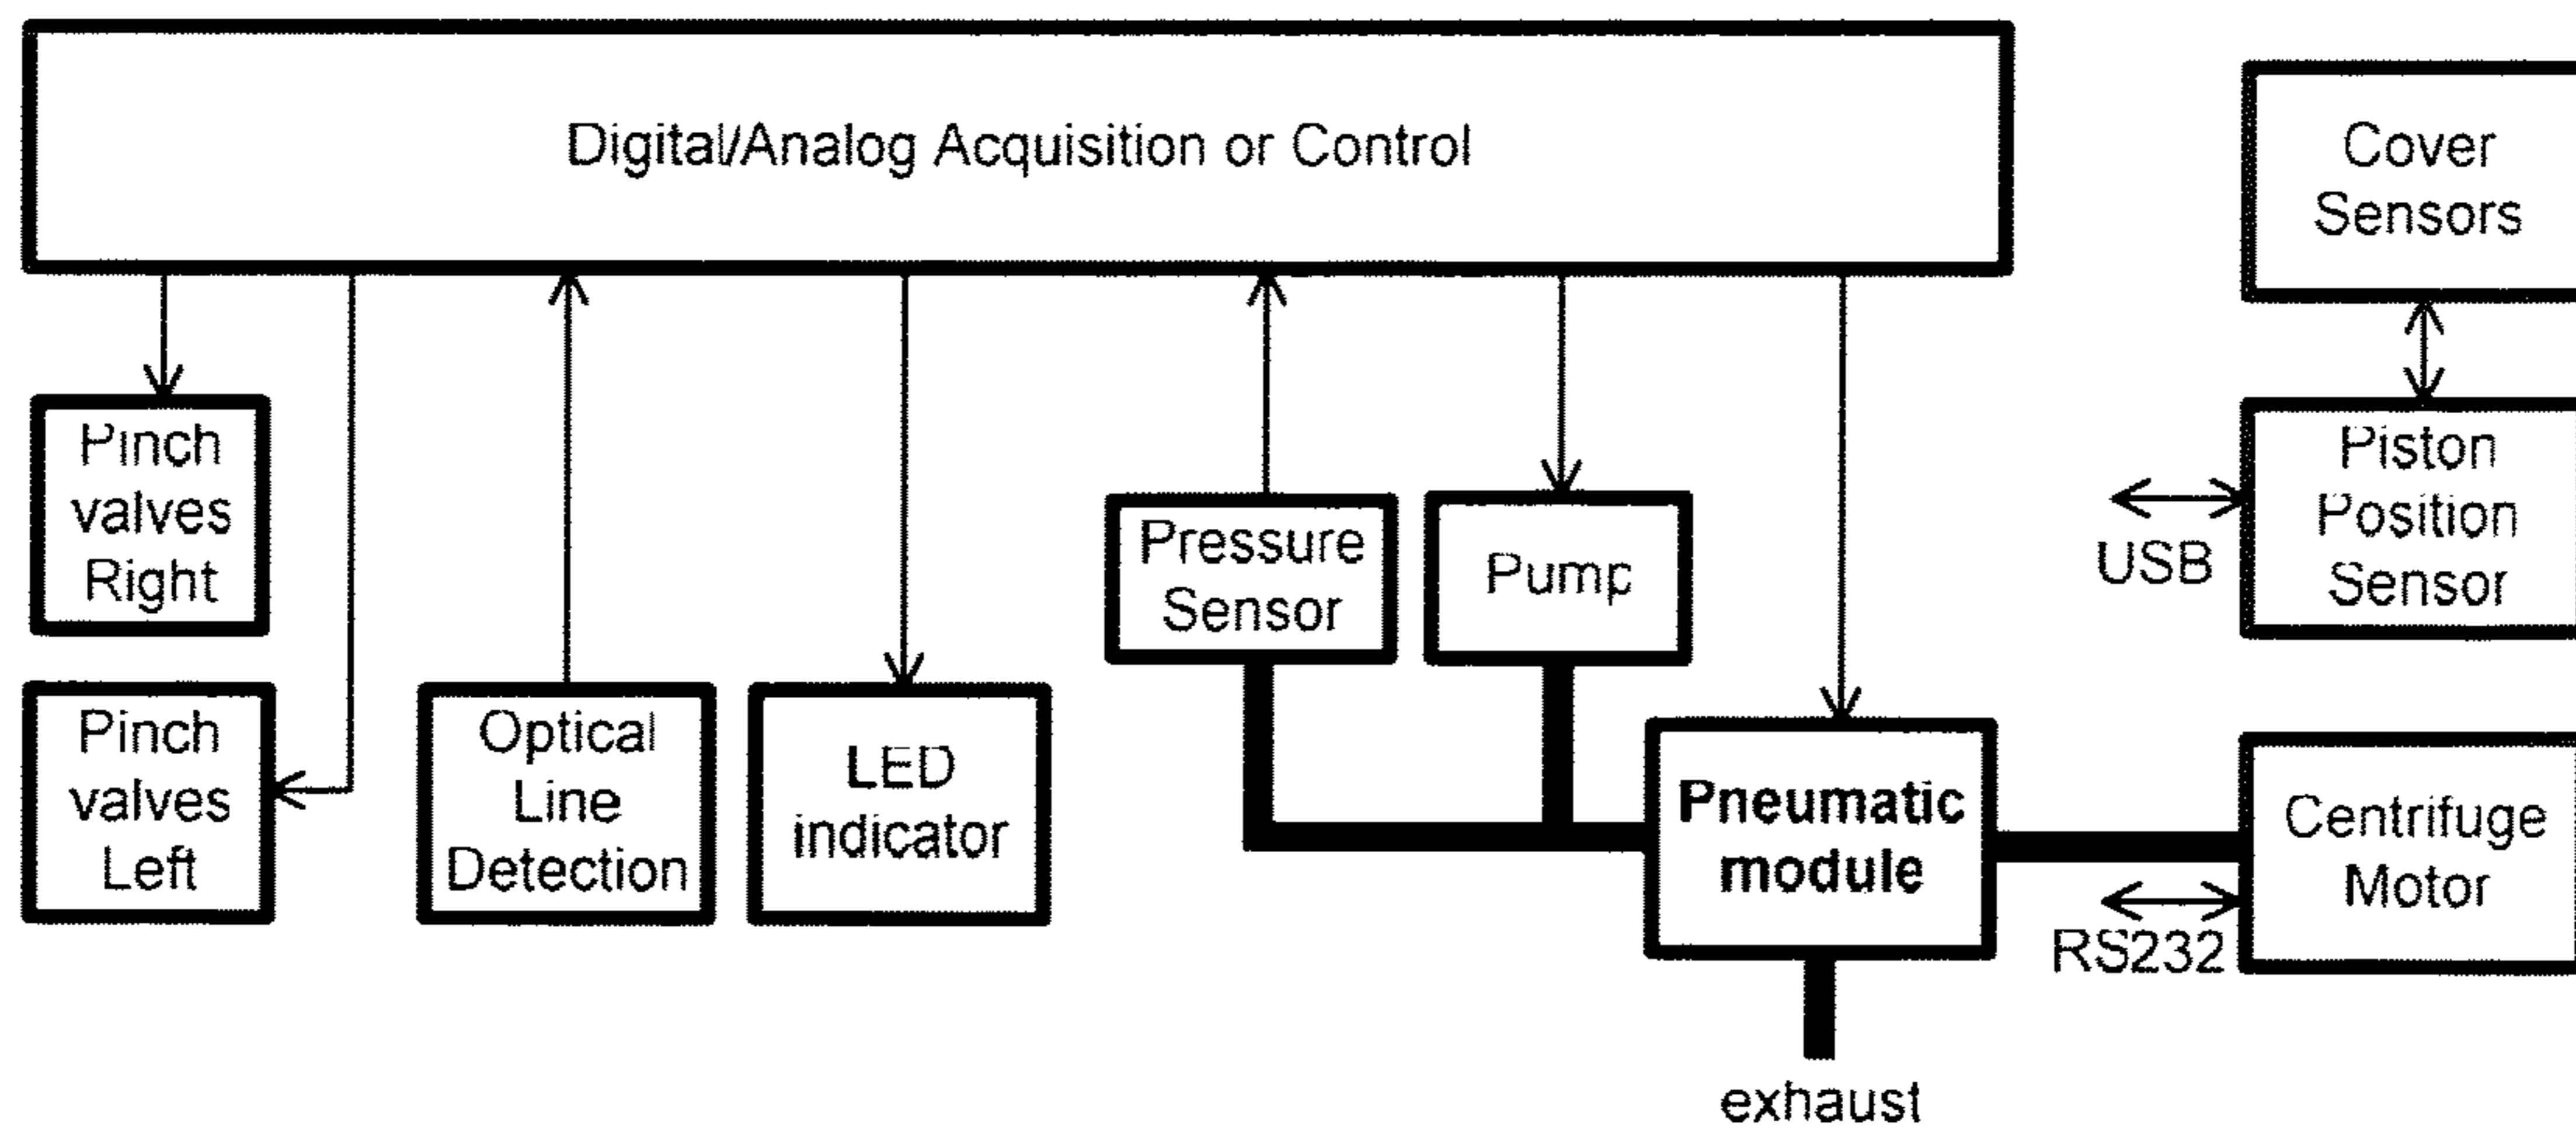 Digital/Analog Acquisition or Control
Cover
Sensors
Pinch
valves
Right
Piston
Position
Sensor
USB
Pressure
Sensor
Pump
Pinch
valves
Left
Optical
Line
Detection
LED
indicator
Pneumatic
module
Centrifuge
Motor
RS232
exhaust